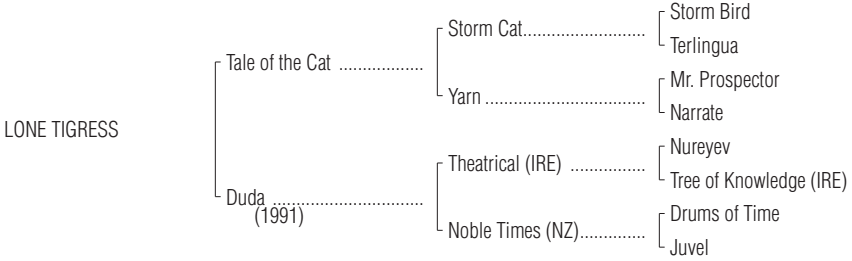 Storm Bird
Storm Cat..........................
Terlingua
Tale of the Cat ..................
Mr. Prospector
Yarn ..................................
Narrate
LONE TIGRESS
Nureyev
Theatrical (IRE) ................
Tree of Knowledge (IRE)
Duda ................................
(1991)
Drums of Time
Noble Times (NZ)..............
Juvel